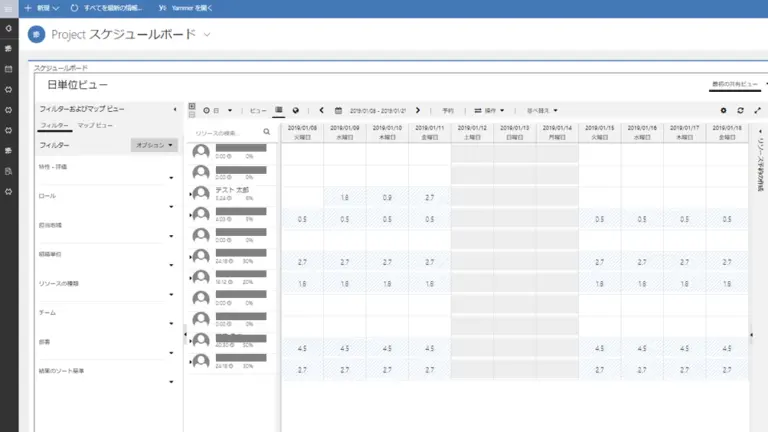 + 新規 すべてを最新の情報... Yammer を開く
Project スケジュールボード
スケジュールボード
日単位ビュー
最初の共有ビュー
フィルターおよびマップ ビュー
日 ビュー 2019/01/08 - 2019/01/21 予約 操作 並べ替え
フィルター マップ ビュー
リソースの検索...
2019/01/08 2019/01/09 2019/01/10 2019/01/11 2019/01/12 2019/01/13 2019/01/14 2019/01/15 2019/01/16 2019/01/17 2019/01/18
火曜日 水曜日 木曜日 金曜日 土曜日 日曜日 月曜日 火曜日 水曜日 木曜日 金曜日
フィルター オプション
特性 - 評価
ロール
担当地域
組織単位
リソースの種類
チーム
部署
結果のソート基準
0:00 0%
0:00 0%
テスト 太郎
5:24 6%
1.8 0.9 2.7
4:03 5%
0.5 0.5 0.5 0.5 0.5 0.5 0.5 0.5
0:00 0%
24:18 30%
2.7 2.7 2.7 2.7 2.7 2.7 2.7 2.7
16:12 20%
1.8 1.8 1.8 1.8 1.8 1.8 1.8 1.8
0:00 0%
0:00 0%
40:30 50%
4.5 4.5 4.5 4.5 4.5 4.5 4.5 4.5
24:18 30%
2.7 2.7 2.7 2.7 2.7 2.7 2.7 2.7
リソース予約の作成